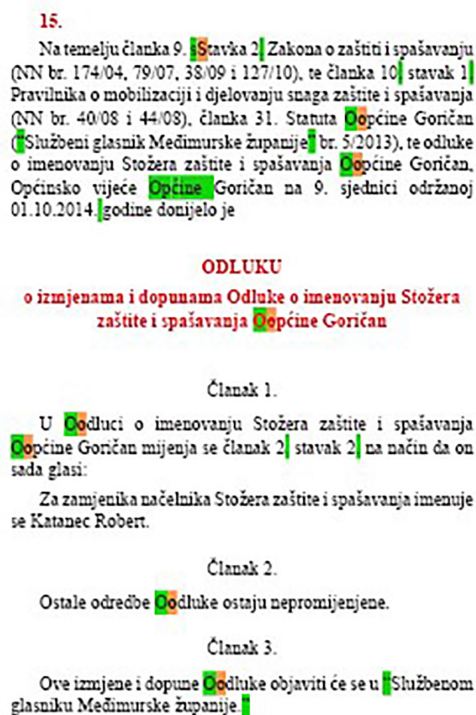 15.
Na temelju članka 9. sStavka 2. Zakona o zaštiti i spašavanju
(NN br. 174/04, 79/07, 38/09 i 127/10), te članka 10. stavak 1.
Pravilnika o mobilizaciji i djelovanju snaga zaštite i spašavanja
(NN br. 40/08 i 44/08), članka 31. Statuta Oopćine Goričan
("Službeni glasnik Međimurske županije" br. 5/2013), te odluke
o imenovanju Stožera zaštite i spašavanja Oopćine Goričan,
Općinsko vijeće Općine Goričan na 9. sjednici održanoj
01.10.2014. godine donijelo je
ODLUKU
o izmjenama i dopunama Odluke o imenovanju Stožera
zaštite i spašavanja Oopćine Goričan
Članak 1.
U Oodluci o imenovanju Stožera zaštite i spašavanja
Oopćine Goričan mijenja se članak 2. stavak 2. na način da on
sada glasi:
Za zamjenika načelnika Stožera zaštite i spašavanja imenuje
se Katanec Robert.
Članak 2.
Ostale odredbe Oodluke ostaju nepromijenjene.
Članak 3.
Ove izmjene i dopune Oodluke objaviti će se u "Službenom
glasniku Međimurske županije."